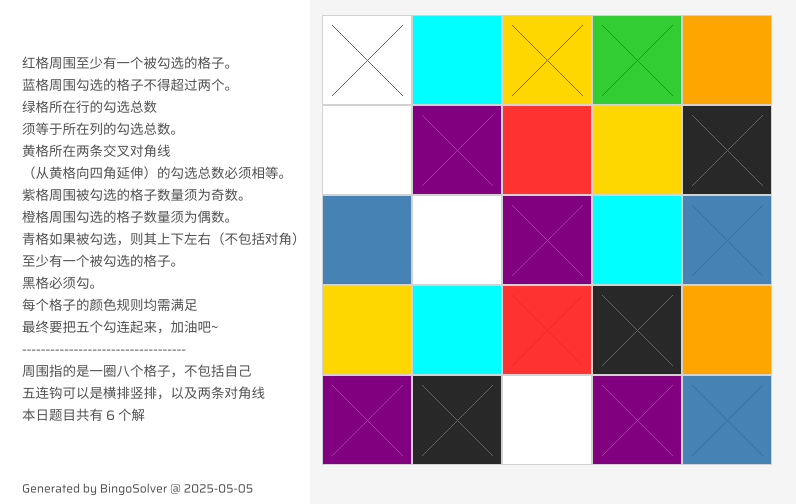 红格周围至少有一个被勾选的格子。
蓝格周围勾选的格子不得超过两个。
绿格所在行的勾选总数
须等于所在列的勾选总数。
黄格所在两条交叉对角线
（从黄格向四角延伸）的勾选总数必须相等。
紫格周围被勾选的格子数量须为奇数。
橙格周围勾选的格子数量须为偶数。
青格如果被勾选，则其上下左右（不包括对角）
至少有一个被勾选的格子。
黑格必须勾。
每个格子的颜色规则均需满足
最终要把五个勾连起来，加油吧~
----------------------------------
周围指的是一圈八个格子，不包括自己
五连钩可以是横排竖排，以及两条对角线
本日题目共有 6 个解
Generated by BingoSolver @ 2025-05-05